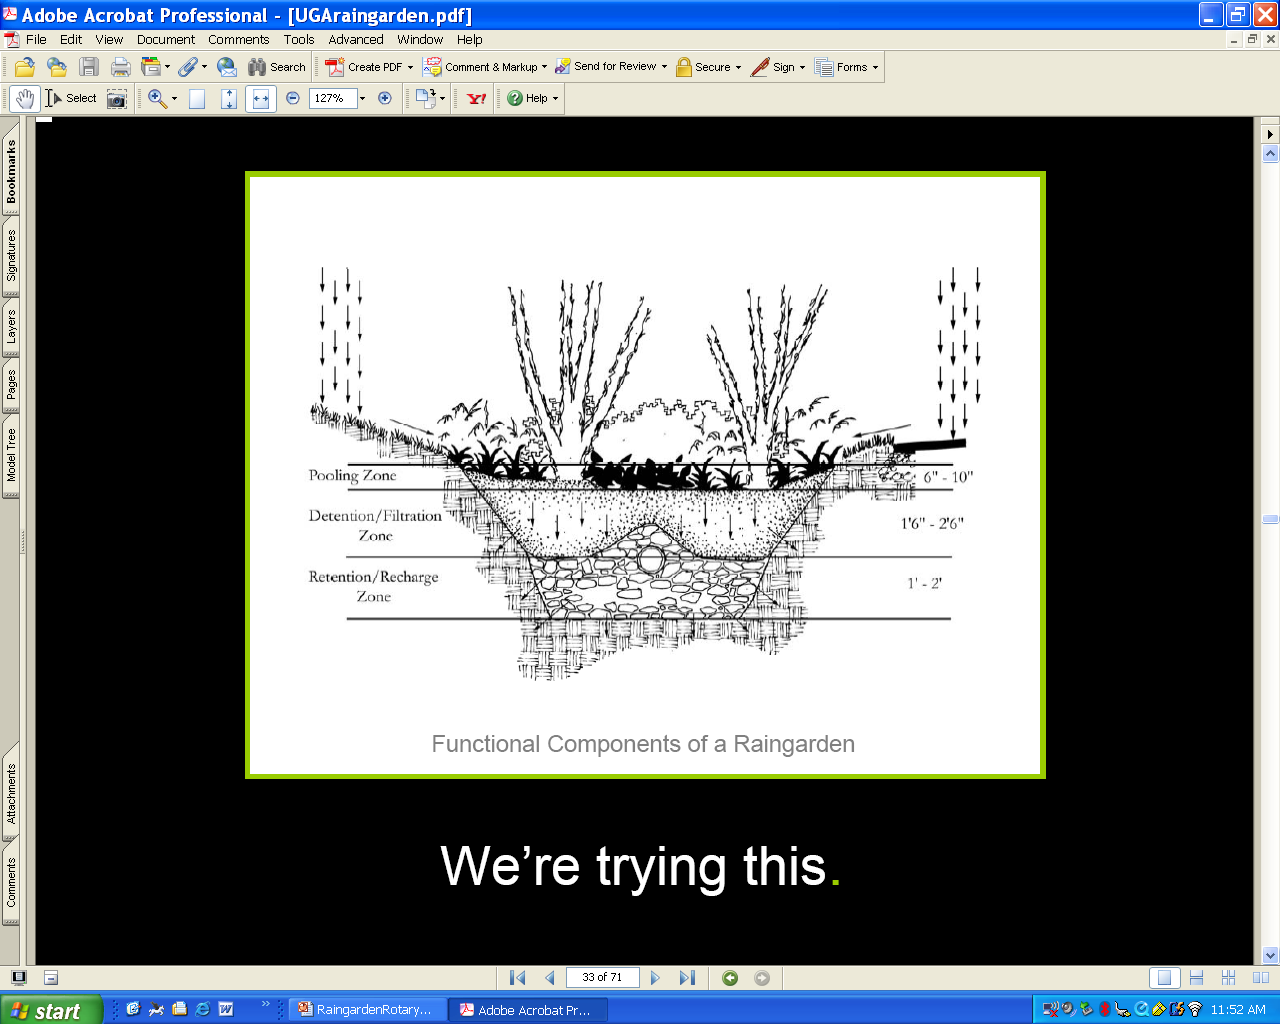 Adobe Acrobat Professional - [UGAraingarden.pdf]
File Edit View Document Comments Tools Advanced Window Help
Search Create PDF Comment & Markup Send for Review Secure Sign Forms
Select 127% Y! Help
Bookmarks
Signatures
Layers
Pages
Model Tree
Attachments
Comments
Pooling Zone 6" - 10"
Detention/Filtration 1'6" - 2'6"
Zone
Retention/Recharge 1' - 2'
Zone
Functional Components of a Raingarden
We're trying this.
33 of 71
start W RaingardenRotary... Adobe Acrobat Pr... 11:52 AM